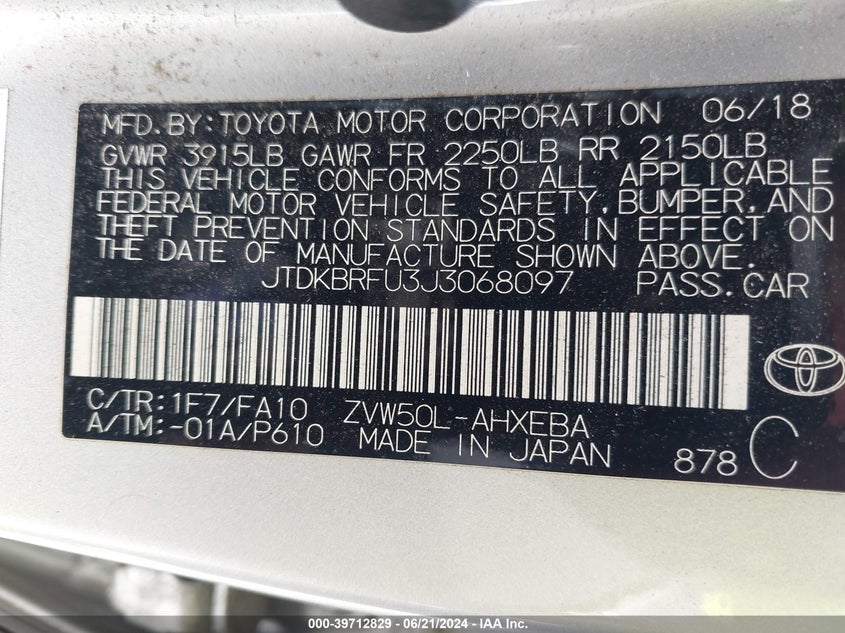 MFD.BY:TOYOTA MOTOR CORPORATION 06/18
GVWR 3915LB GAWR FR 2250LB RR 2150LB
THIS VEHICLE CONFORMS TO ALL APPLICABLE
FEDERAL MOTOR VEHICLE SAFETY,BUMPER,AND
THEFT PREVENTION STANDARDS IN EFFECT ON
THE DATE OF MANUFACTURE SHOWN ABOVE.
JTDKBRFU3J3068097 PASS.CAR
C/TR:1F7/FA10 ZVW50L-AHXEBA
A/TM:-01A/P610 MADE IN JAPAN 878 C
000-39712829 - 06/21/2024 - IAA Inc.